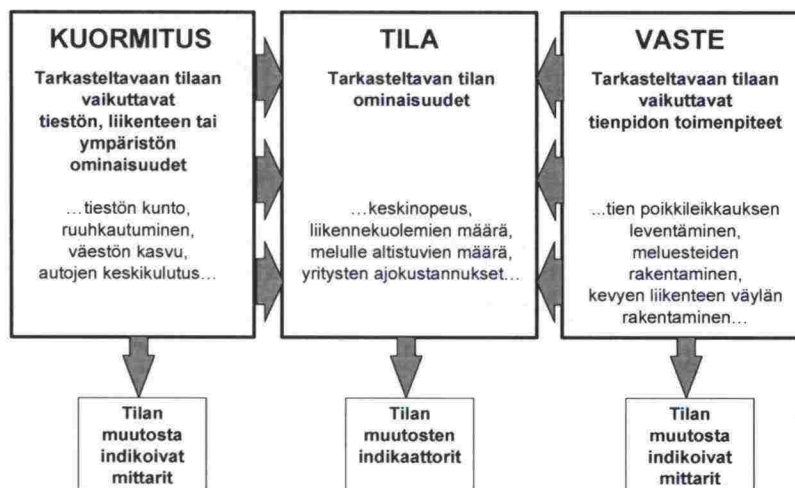 KUORMITUS
Tarkasteltavaan tilaan
vaikuttavat
tiestön, liikenteen tai
ympäristön
ominaisuudet
…tiestön kunto,
ruuhkautuminen,
väestön kasvu,
autojen keskikulutus…
TILA
Tarkasteltavan tilan
ominaisuudet
…keskinopeus,
liikennekuolemien määrä,
melulle altistuvien määrä,
yritysten ajokustannukset…
VASTE
Tarkasteltavaan tilaan
vaikuttavat
tienpidon toimenpiteet
...tien poikkileikkauksen
leventäminen,
meluesteiden
rakentaminen,
kevyen liikenteen väylän
rakentaminen…
Tilan
muutosta
indikoivat
mittarit
Tilan
muutosten
indikaattorit
Tilan
muutosta
indikoivat
mittarit